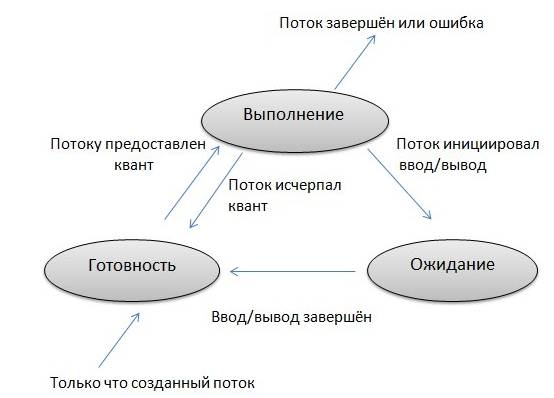 Поток завершён или ошибка
Выполнение
Потоку предоставлен
квант
Поток инициировал
ввод/вывод
Поток исчерпал
квант
Готовность
Ожидание
Ввод/вывод завершён
Только что созданный поток